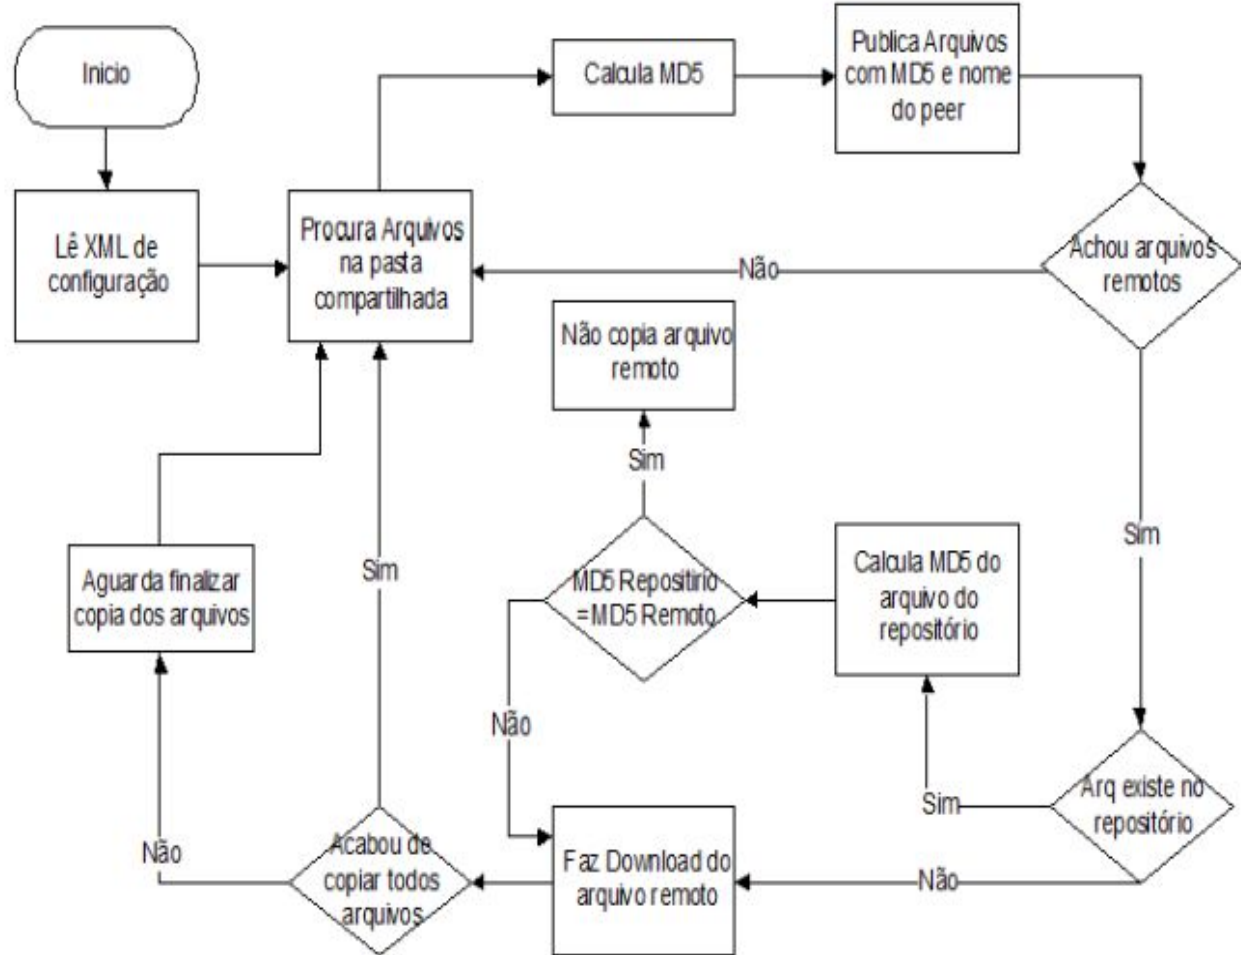 Inicio
Lê XML de
configuração
Procura Arquivos
na pasta
compartilhada
Calcula MD5
Publica Arquivos
com MD5 e nome
do peer
Achou arquivos
remotos
Não
Sim
Arq existe no
repositório
Sim
Não
Calcula MD5 do
arquivo do
repositório
MD5 Repositirio
=MD5 Remoto
Sim
Não copia arquivo
remoto
Não
Faz Download do
arquivo remoto
Acabou de
copiar todos
arquivos
Sim
Não
Aguarda finalizar
copia dos arquivos